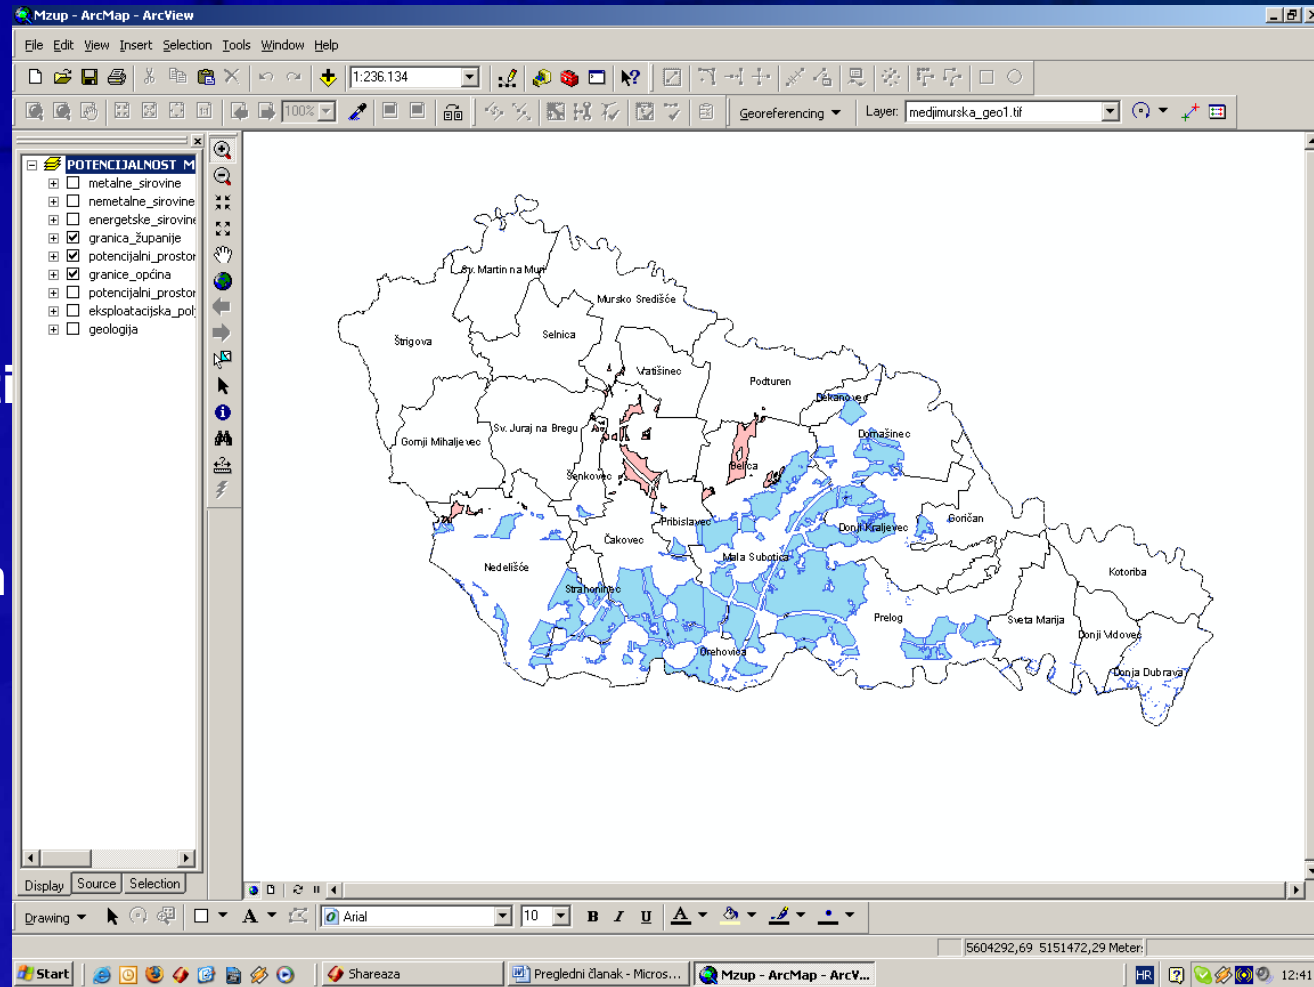 Mzup - ArcMap - ArcView
File Edit View Insert Selection Tools Window Help
1:236.134
100%
Georeferencing
Layer: medjimurska_geo1.tif
POTENCIJALNOST M
metalne_sirovine
nemetalne_sirovine
energetske_sirovine
granica_županije
potencijalni_prostor
granice_općina
potencijalni_prostor
eksploatacijska_pol
geologija
Sv. Martin na Muri
Mursko Središće
Štrigova
Selnica
Vratišinec
Podturen
Dekanovec
Gornji Mihaljevec
Sv. Juraj na Bregu
Domašinec
Šenkovec
Belica
Pribislavec
Donji Kraljevec
Goričan
Čakovec
Mala Subotica
Nedelišće
Kotoriba
Strahoninec
Prelog
Sveta Marija
Donji Vidovec
Orehovica
Donja Dubrava
Display Source Selection
Drawing
A
Arial
10
B I U A
5604292,69 5151472,29 Meter:
Start
Shareaza
Pregledni članak - Micros...
Mzup - ArcMap - ArcV...
HR
12:41